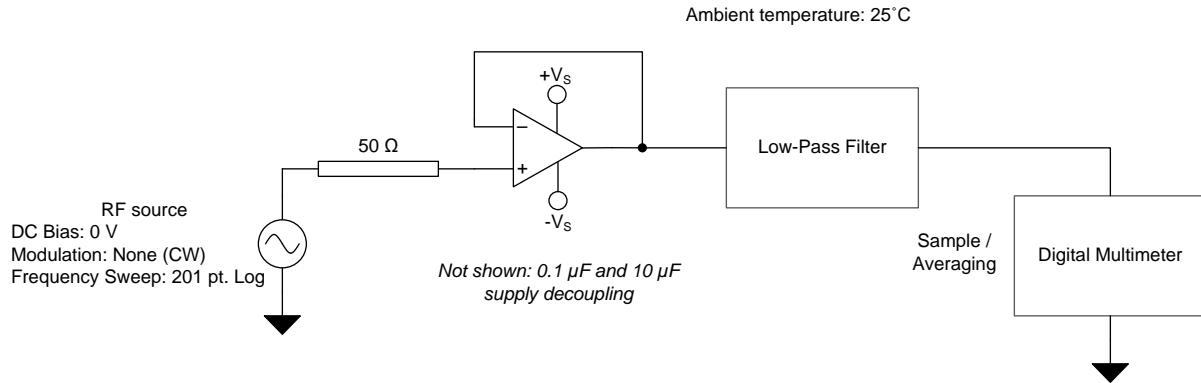 Ambient temperature: 25˚C
+VS
−
50 Ω
+
Low-Pass Filter
-VS
RF source
DC Bias: 0 V
Modulation: None (CW)
Frequency Sweep: 201 pt. Log
Not shown: 0.1 µF and 10 µF
supply decoupling
Sample /
Averaging
Digital Multimeter